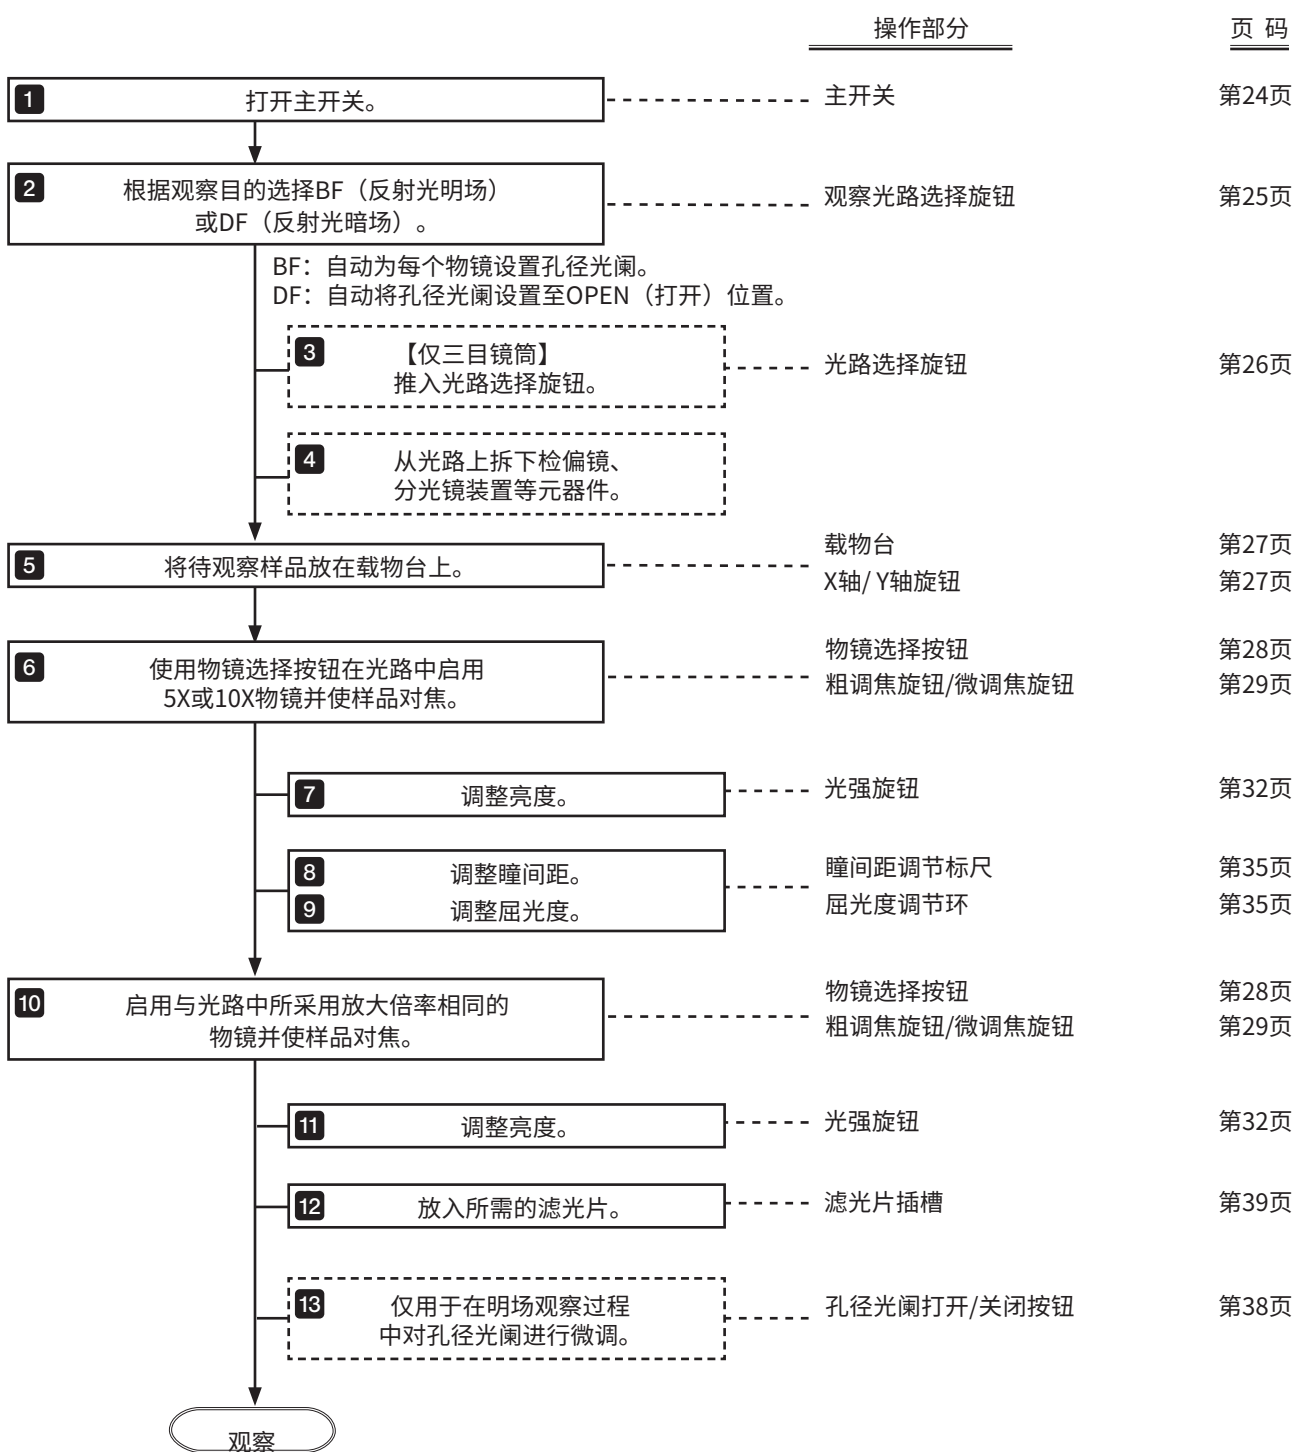 操作部分 页 码
1 打开主开关。 主开关 第24页
2 根据观察目的选择BF（反射光明场）
或DF（反射光暗场）。 观察光路选择旋钮 第25页
BF：自动为每个物镜设置孔径光阑。
DF：自动将孔径光阑设置至OPEN（打开）位置。
3 【仅三目镜筒】
推入光路选择旋钮。 光路选择旋钮 第26页
4 从光路上拆下检偏镜、
分光镜装置等元器件。
5 将待观察样品放在载物台上。 载物台 第27页
X轴/ Y轴旋钮 第27页
6 使用物镜选择按钮在光路中启用 物镜选择按钮 第28页
5X或10X物镜并使样品对焦。 粗调焦旋钮/微调焦旋钮 第29页
7 调整亮度。 光强旋钮 第32页
8 调整瞳间距。 瞳间距调节标尺 第35页
9 调整屈光度。 屈光度调节环 第35页
10 启用与光路中所采用放大倍率相同的 物镜选择按钮 第28页
物镜并使样品对焦。 粗调焦旋钮/微调焦旋钮 第29页
11 调整亮度。 光强旋钮 第32页
12 放入所需的滤光片。 滤光片插槽 第39页
13 仅用于在明场观察过程 孔径光阑打开/关闭按钮 第38页
中对孔径光阑进行微调。
观察